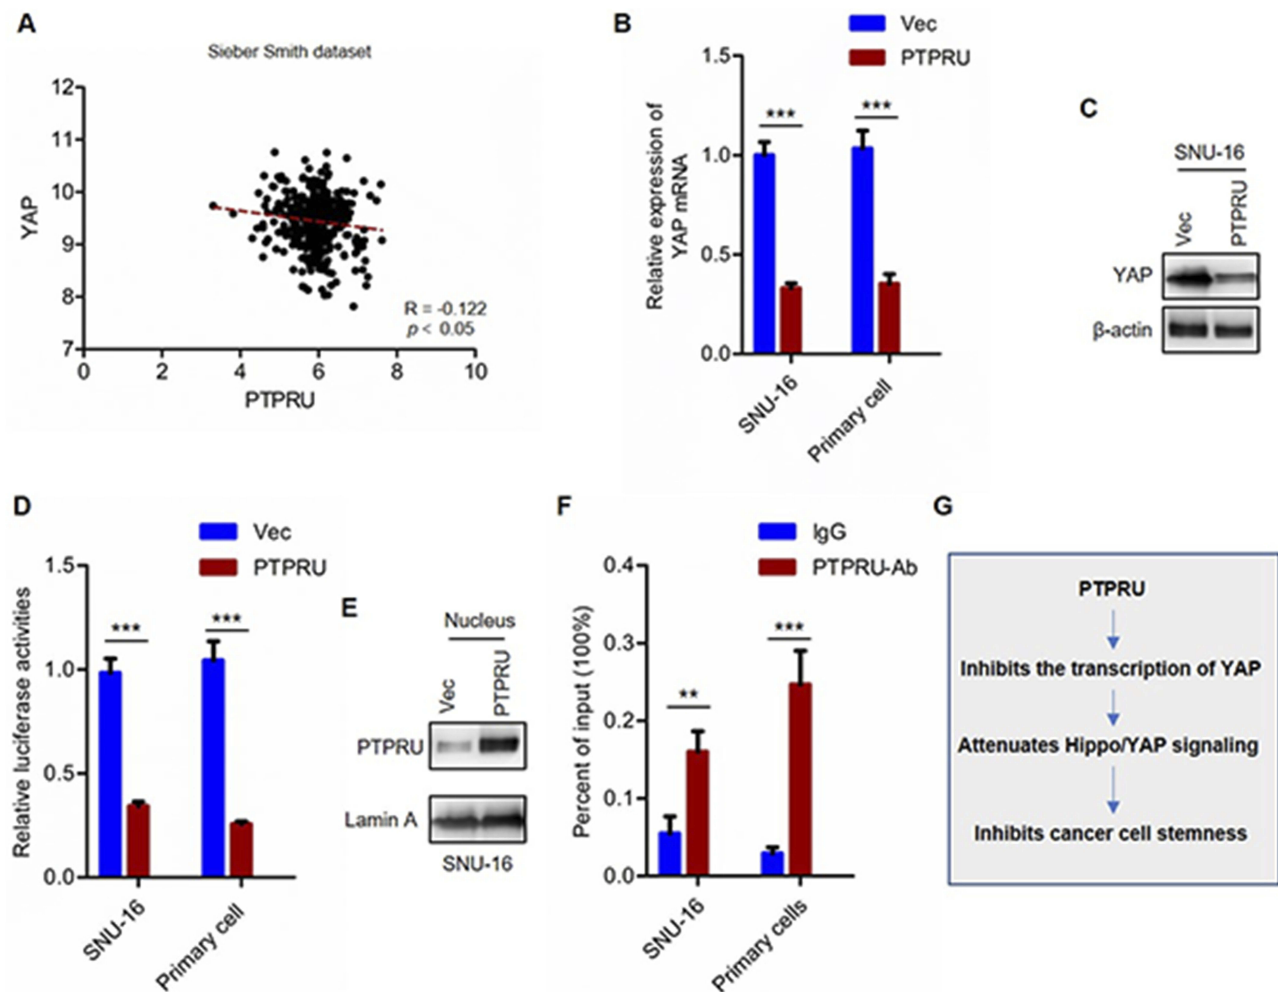 A
Sieber Smith dataset
YAP
12
11
10
9
8
7
0 2 4 6 8 10
PTPRU
R = -0.122
p < 0.05
B
Vec
PTPRU
Relative expression of
YAP mRNA
1.5
1.0
0.5
0.0
***
***
SNU-16
Primary cell
C
SNU-16
Vec
PTPRU
YAP
β-actin
D
Vec
PTPRU
Relative luciferase activities
1.5
1.0
0.5
0.0
***
***
SNU-16
Primary cell
E
Nucleus
Vec
PTPRU
PTPRU
Lamin A
SNU-16
F
IgG
PTPRU-Ab
Percent of input (100%)
0.4
0.3
0.2
0.1
0.0
**
***
SNU-16
Primary cells
G
PTPRU
Inhibits the transcription of YAP
Attenuates Hippo/YAP signaling
Inhibits cancer cell stemness